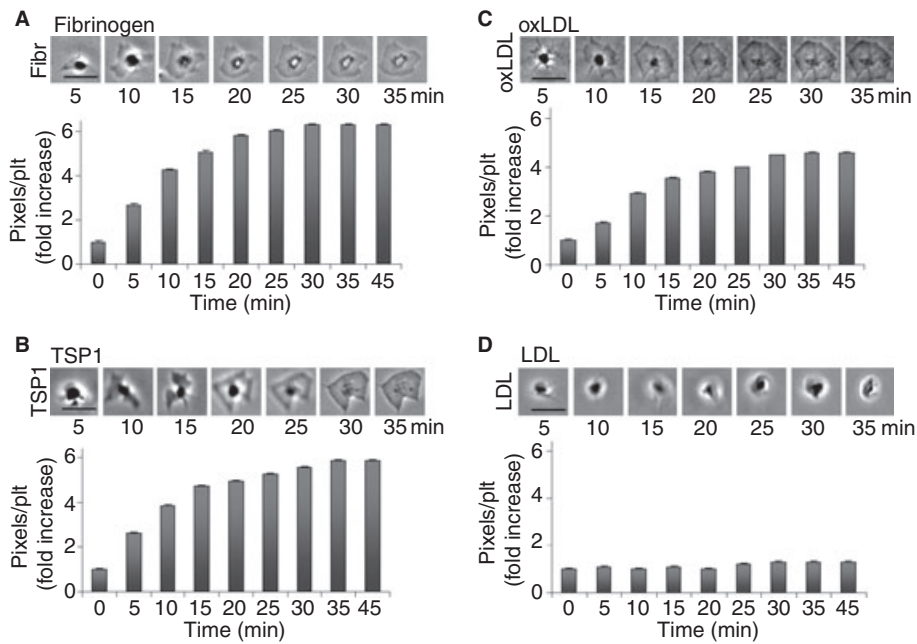 A
Fibrinogen
Fibr
5 10 15 20 25 30 35 min
Pixels/plt
(fold increase)
6
4
2
0
0 5 10 15 20 25 30 35 45
Time (min)
B
TSP1
TSP1
5 10 15 20 25 30 35 min
Pixels/plt
(fold increase)
6
4
2
0
0 5 10 15 20 25 30 35 45
Time (min)
C
oxLDL
oxLDL
5 10 15 20 25 30 35 min
Pixels/plt
(fold increase)
6
4
2
0
0 5 10 15 20 25 30 35 45
Time (min)
D
LDL
LDL
5 10 15 20 25 30 35 min
Pixels/plt
(fold increase)
6
4
2
0
0 5 10 15 20 25 30 35 45
Time (min)